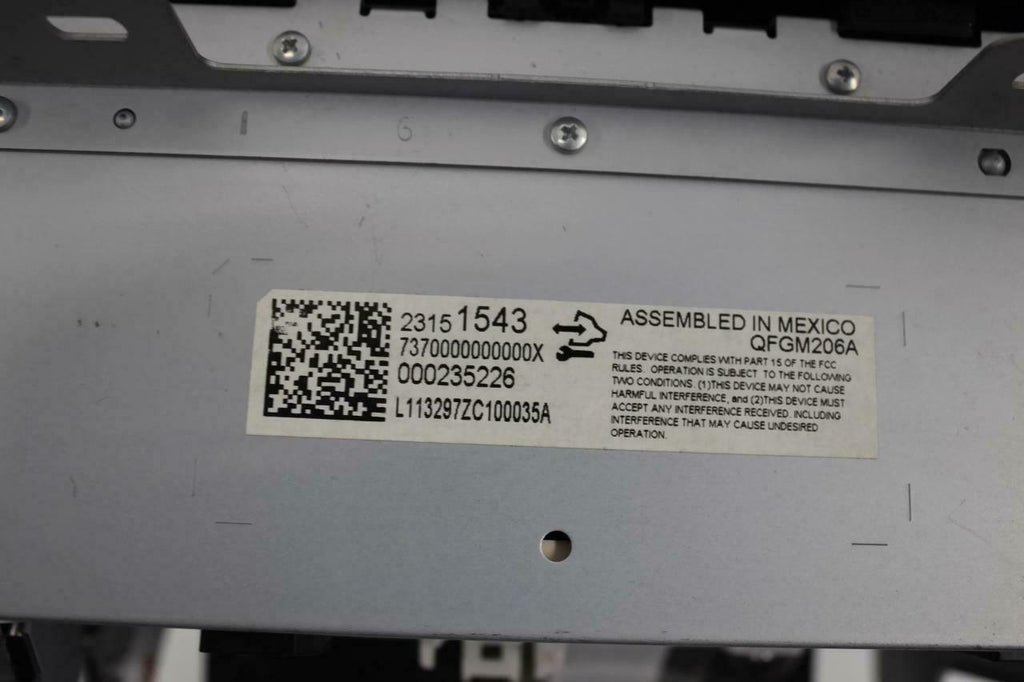 6
23151543
7370000000000X
000235226
L113297ZC100035A
ASSEMBLED IN MEXICO
QFGM206A
THIS DEVICE COMPLIES WITH PART 15 OF THE FCC
RULES. OPERATION IS SUBJECT TO THE FOLLOWING
TWO CONDITIONS. (1)THIS DEVICE MAY NOT CAUSE
HARMFUL INTERFERENCE, and (2)THIS DEVICE MUST
ACCEPT ANY INTERFERENCE RECEIVED, INCLUDING
INTERFERENCE THAT MAY CAUSE UNDESIRED
OPERATION.